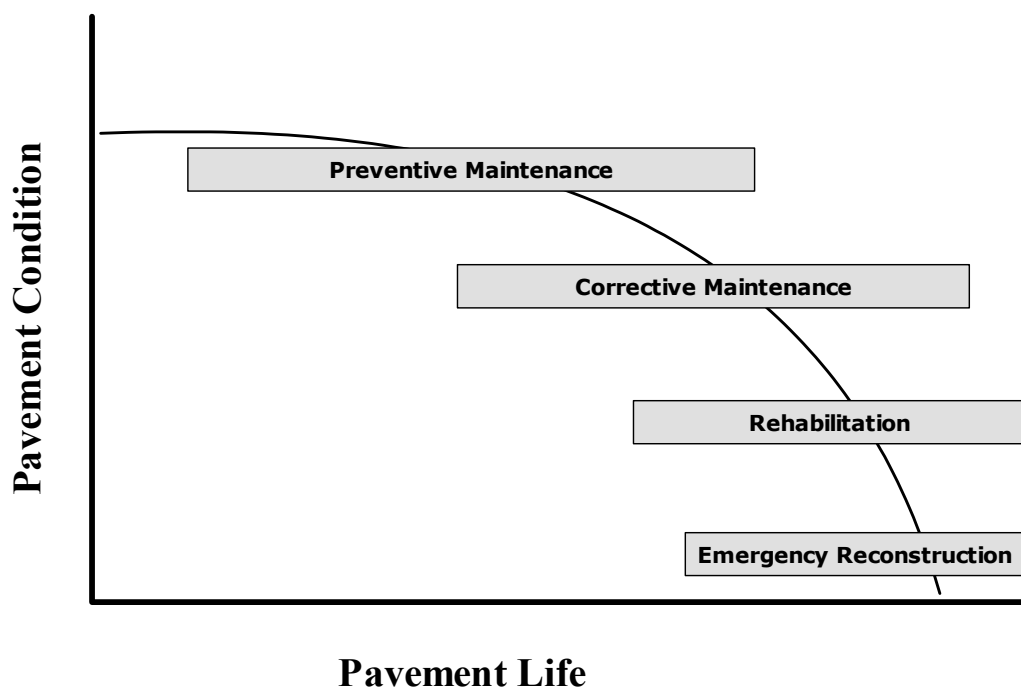 Pavement Condition
Preventive Maintenance
Corrective Maintenance
Rehabilitation
Emergency Reconstruction
Pavement Life